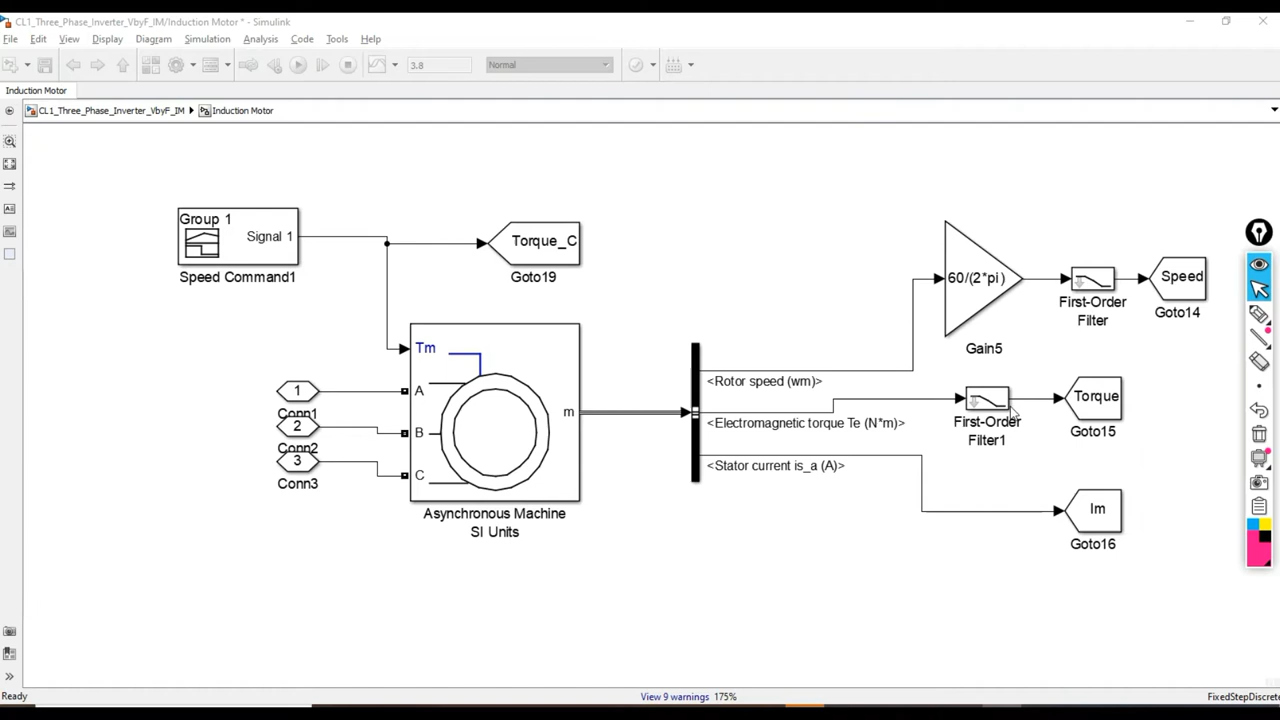 CL1_Three_Phase_Inverter_VbyF_IM/Induction Motor * - Simulink
File Edit View Display Diagram Simulation Analysis Code Tools Help
3.8 Normal
Induction Motor
CL1_Three_Phase_Inverter_VbyF_IM Induction Motor
Group 1
Signal 1
Speed Command1
Torque_C
Goto19
60/(2*pi)
Gain5
First-Order
Filter
Speed
Goto14
Tm
A
B
C
m
1
Conn1
2
Conn2
3
Conn3
Asynchronous Machine
SI Units
<Rotor speed (wm)>
<Electromagnetic torque Te (N*m)>
<Stator current is_a (A)>
First-Order
Filter1
Torque
Goto15
Im
Goto16
Ready View 9 warnings 175% FixedStepDiscrete